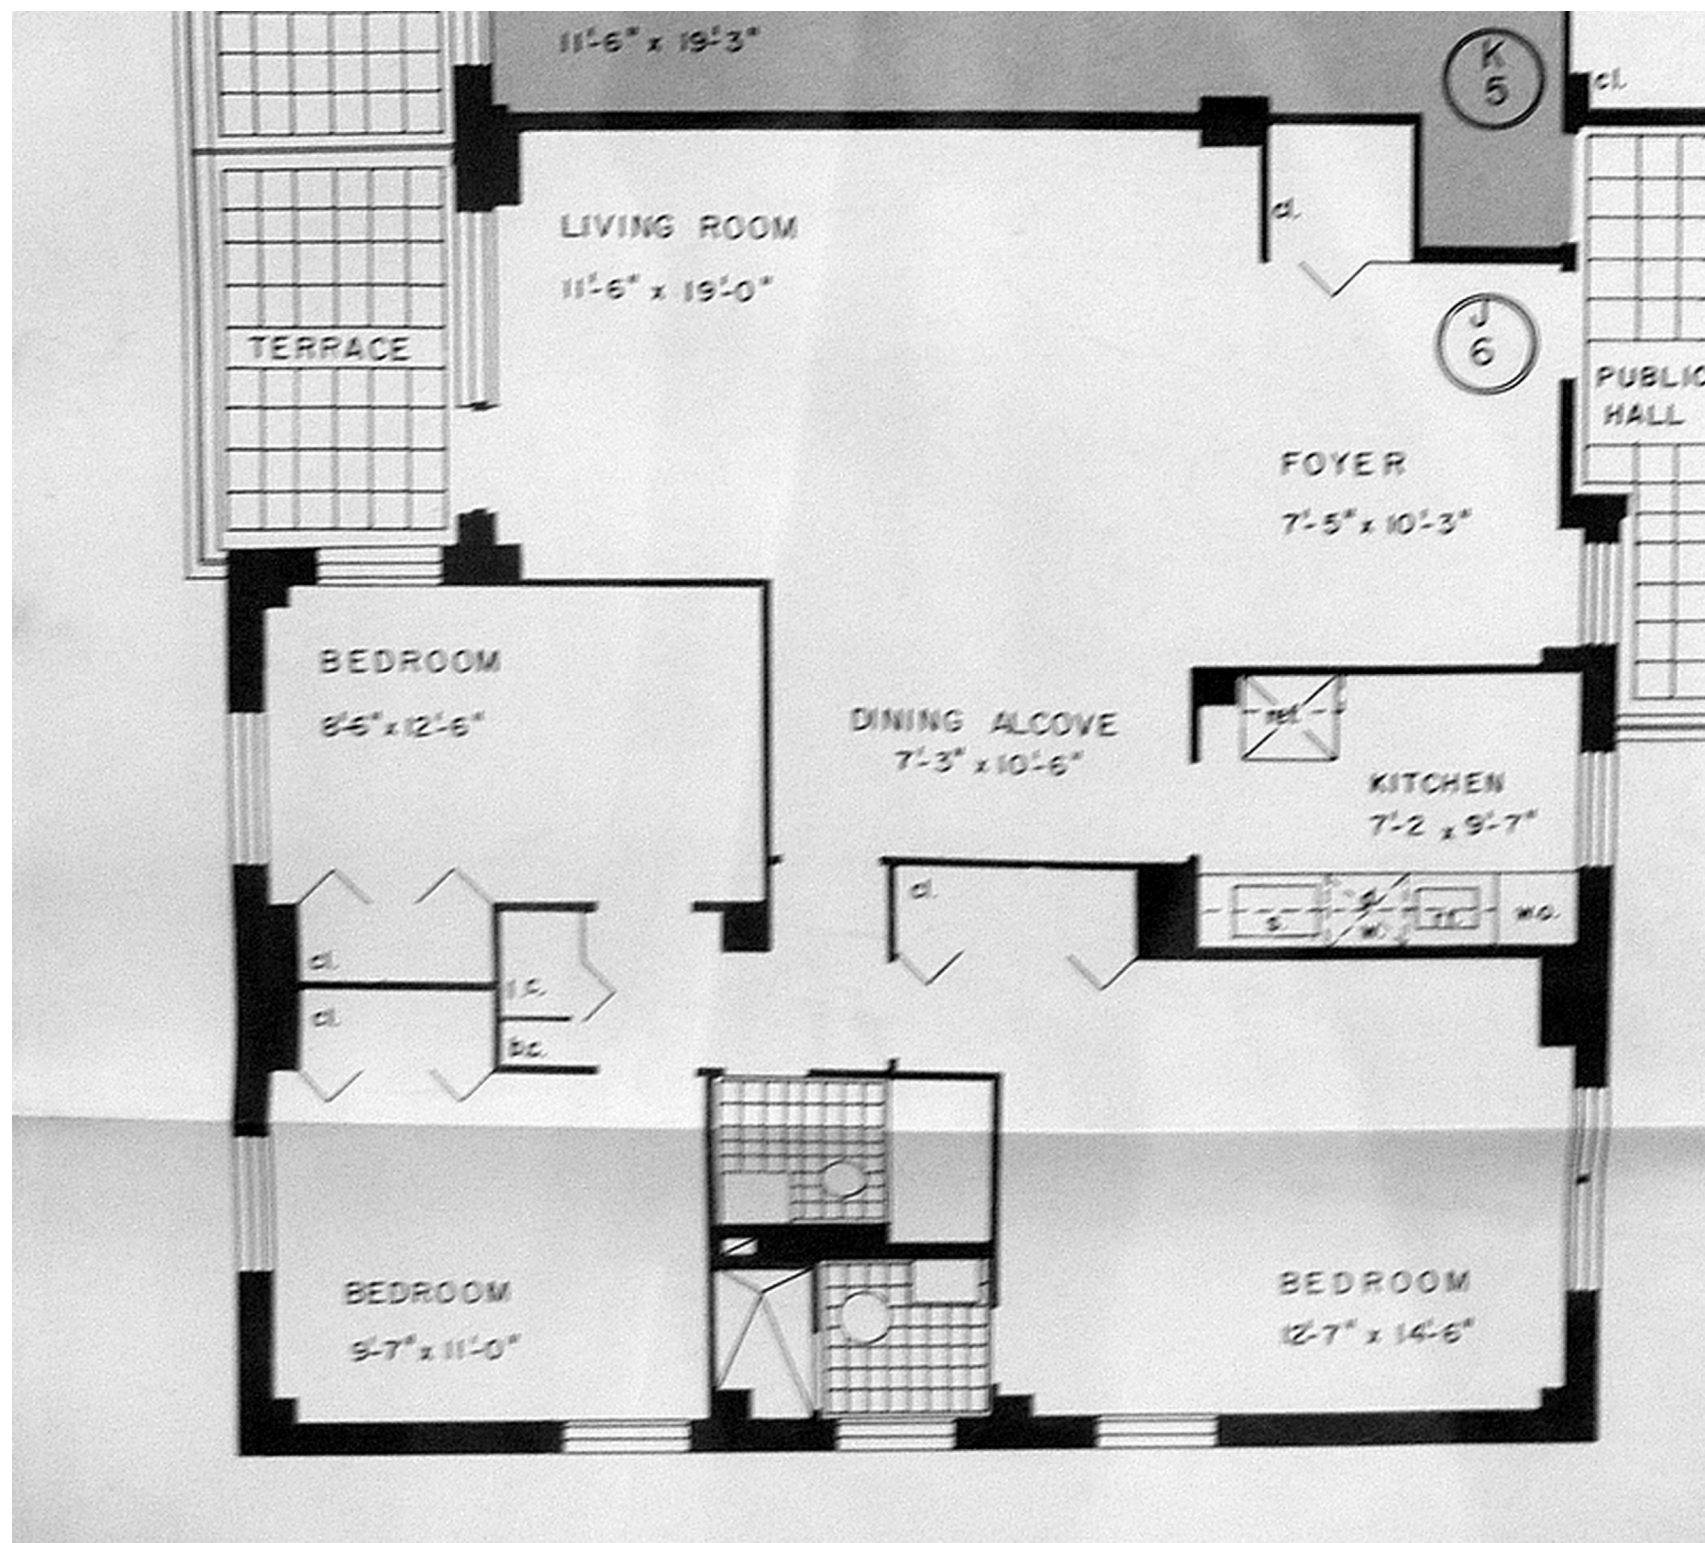 11'-6" x 19'-3"
K
5
cl.
LIVING ROOM
11'-6" x 19'-0"
cl.
TERRACE
J
6
PUBLIC
HALL
FOYER
7'-5" x 10'-3"
BEDROOM
8'-6" x 12'-6"
DINING ALCOVE
7'-3" x 10'-6"
ref.
KITCHEN
7'-2 x 9'-7"
cl.
s.
d.
w.
w.o.
cl.
l.c.
cl.
b.c.
BEDROOM
9'-7" x 11'-0"
BEDROOM
12'-7" x 14'-6"